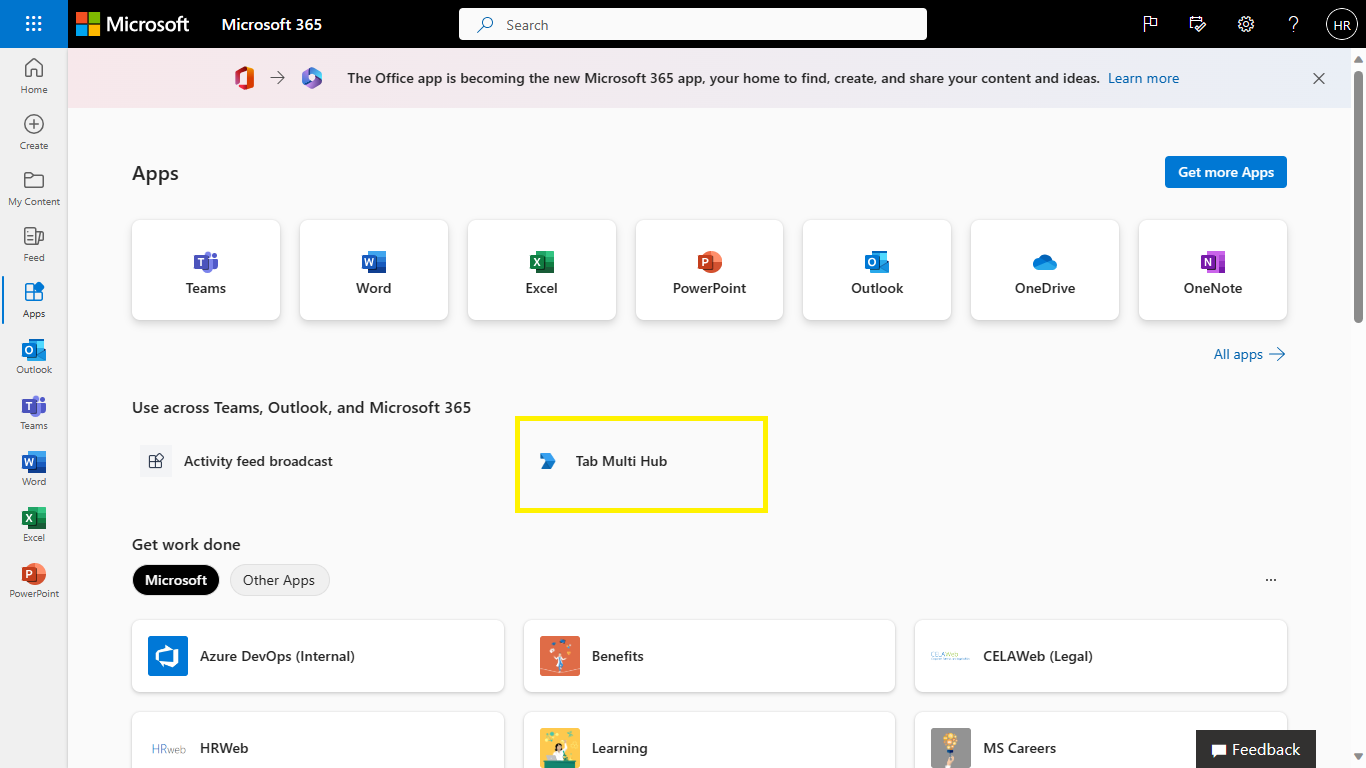 Microsoft
Microsoft 365
Search
HR
The Office app is becoming the new Microsoft 365 app, your home to find, create, and share your content and ideas. Learn more
Home
Create
My Content
Feed
Apps
Outlook
Teams
Word
Excel
PowerPoint
Apps
Get more Apps
Teams
Word
Excel
PowerPoint
Outlook
OneDrive
OneNote
All apps
Use across Teams, Outlook, and Microsoft 365
Activity feed broadcast
Tab Multi Hub
Get work done
Microsoft
Other Apps
Azure DevOps (Internal)
Benefits
CELAWeb
CELAWeb (Legal)
HRweb
HRWeb
Learning
MS Careers
Feedback